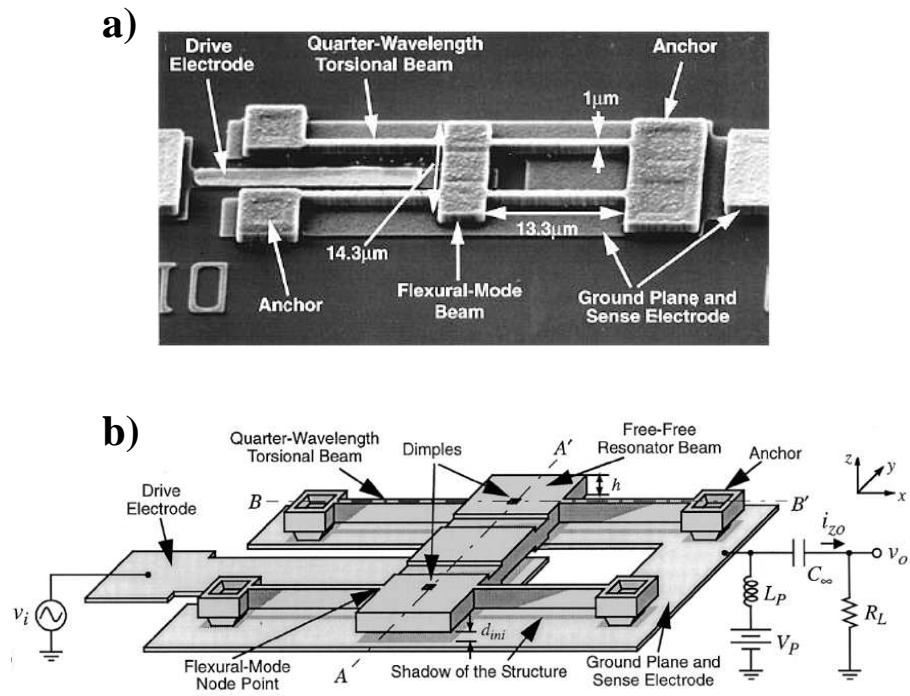 a)
Drive
Electrode
Quarter-Wavelength
Torsional Beam
Anchor
1μm
13.3μm
14.3μm
Anchor
Flexural-Mode
Beam
Ground Plane and
Sense Electrode
IO
b)
Quarter-Wavelength
Torsional Beam
Dimples
A'
Free-Free
Resonator Beam
Anchor
z
y
x
h
Drive
Electrode
B
B'
i_zo
v_o
C_∞
v_i
L_P
R_L
V_P
d_ini
Flexural-Mode
Node Point
A
Shadow of the Structure
Ground Plane and
Sense Electrode